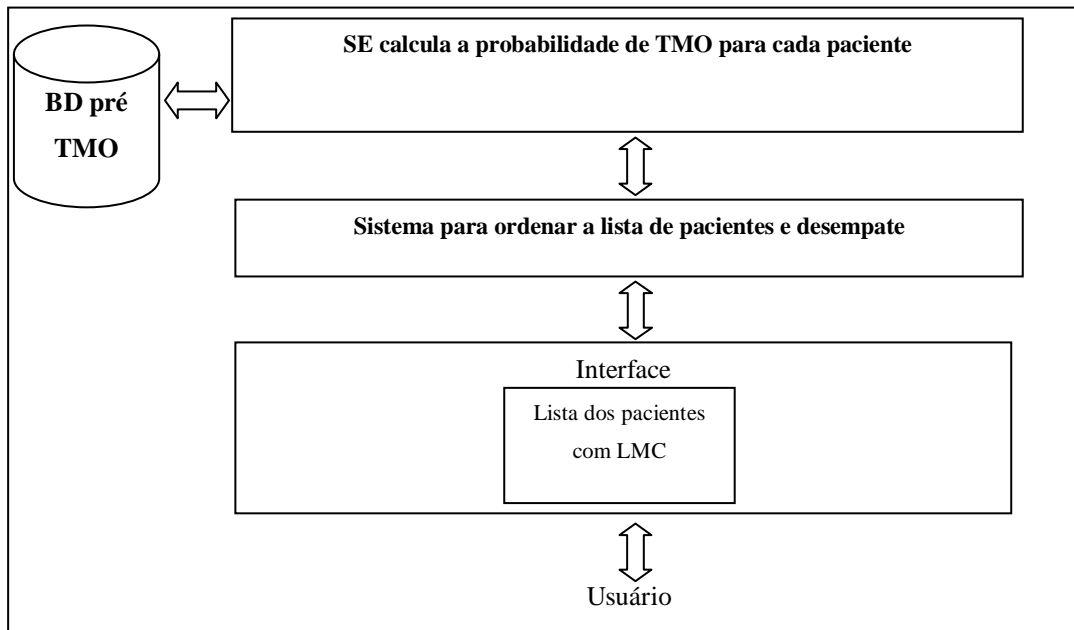 SE calcula a probabilidade de TMO para cada paciente
BD pré
TMO
Sistema para ordenar a lista de pacientes e desempate
Interface
Lista dos pacientes
com LMC
Usuário